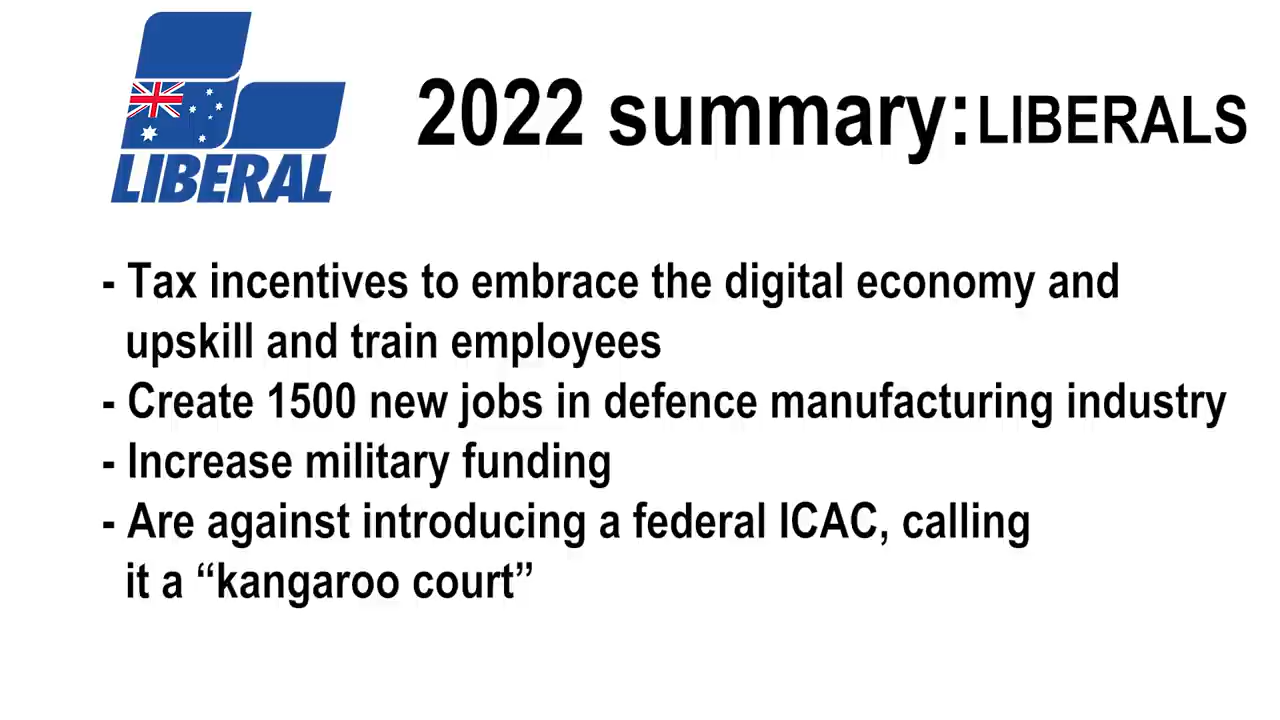 LIBERAL
2022 summary: LIBERALS
- Tax incentives to embrace the digital economy and
upskill and train employees
- Create 1500 new jobs in defence manufacturing industry
- Increase military funding
- Are against introducing a federal ICAC, calling
it a “kangaroo court”